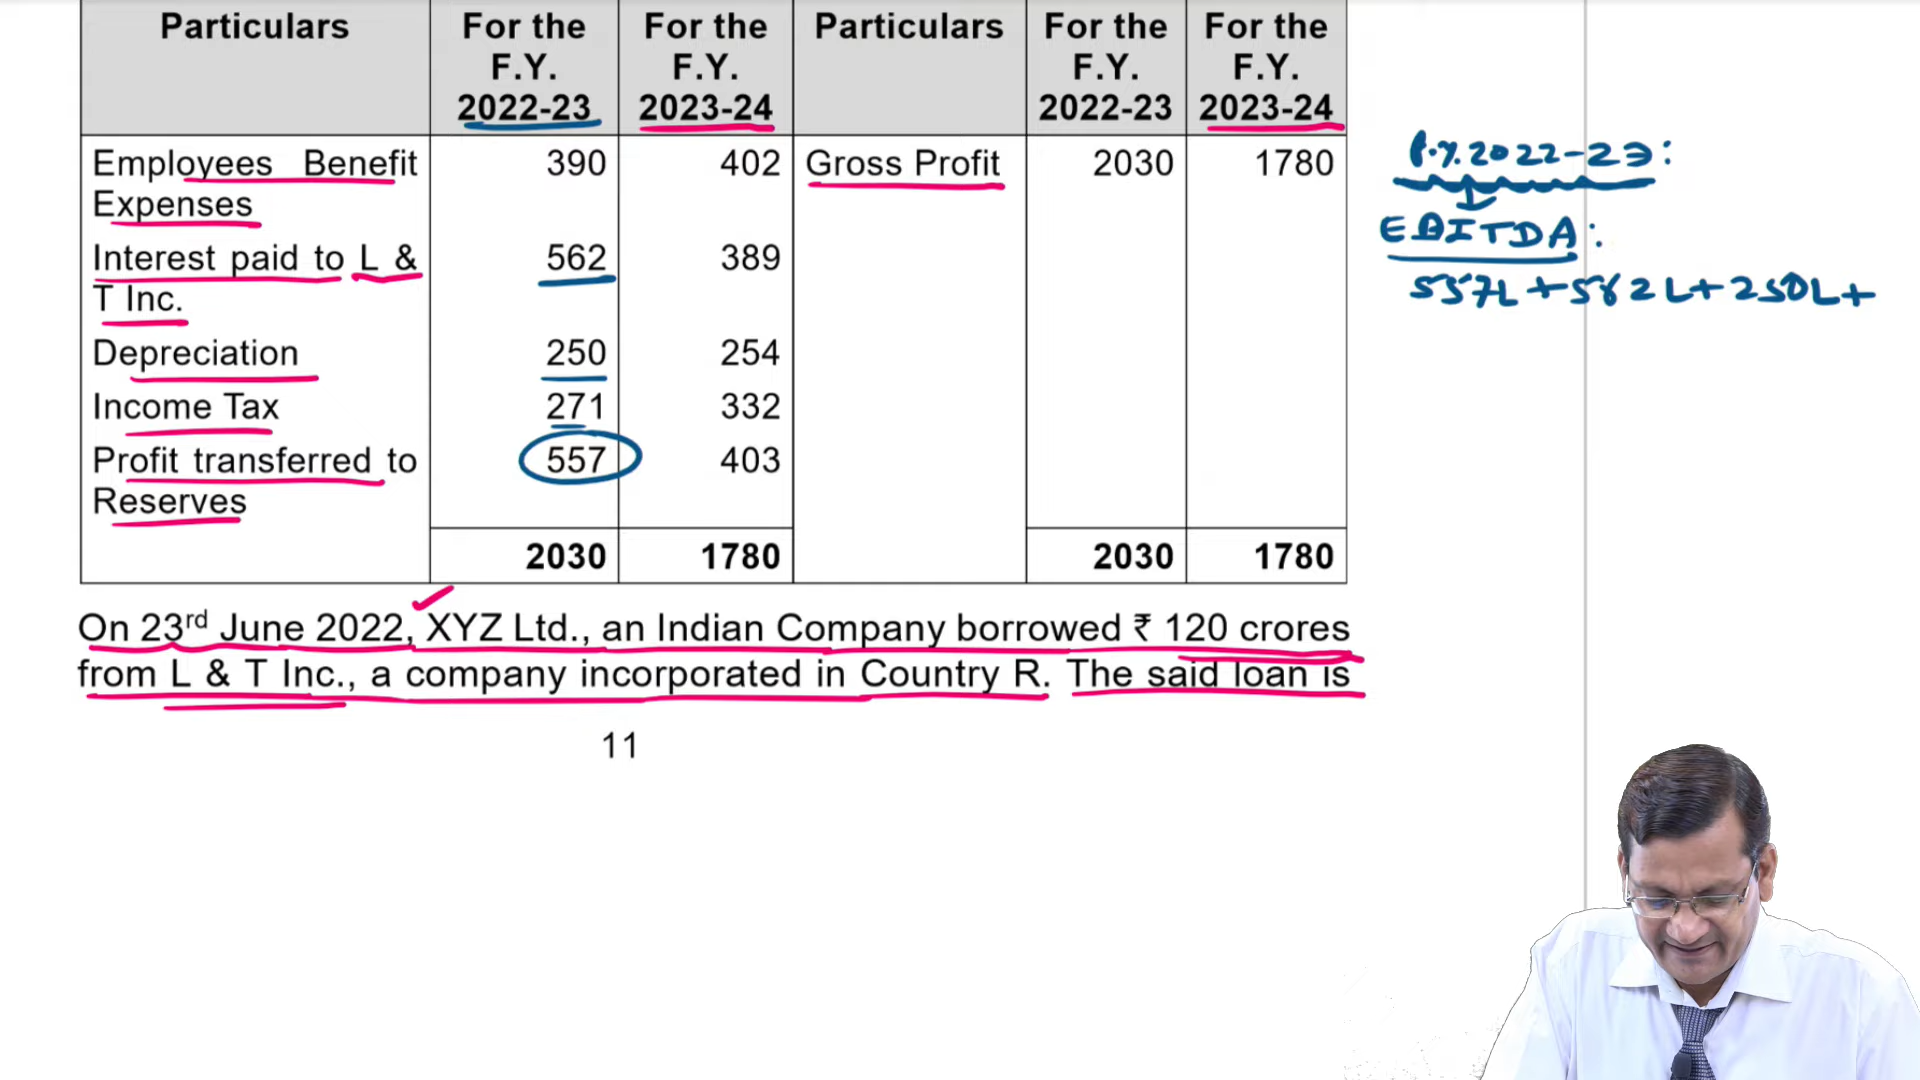 Particulars For the F.Y. 2022-23 For the F.Y. 2023-24 Particulars For the F.Y. 2022-23 For the F.Y. 2023-24
Employees Benefit Expenses 390 402 Gross Profit 2030 1780
Interest paid to L & T Inc. 562 389
Depreciation 250 254
Income Tax 271 332
Profit transferred to Reserves 557 403
2030 1780 2030 1780
On 23rd June 2022, XYZ Ltd., an Indian Company borrowed ₹ 120 crores
from L & T Inc., a company incorporated in Country R. The said loan is
11
P.Y. 2022-23:
EBITDA:
557L + 562L + 250L +